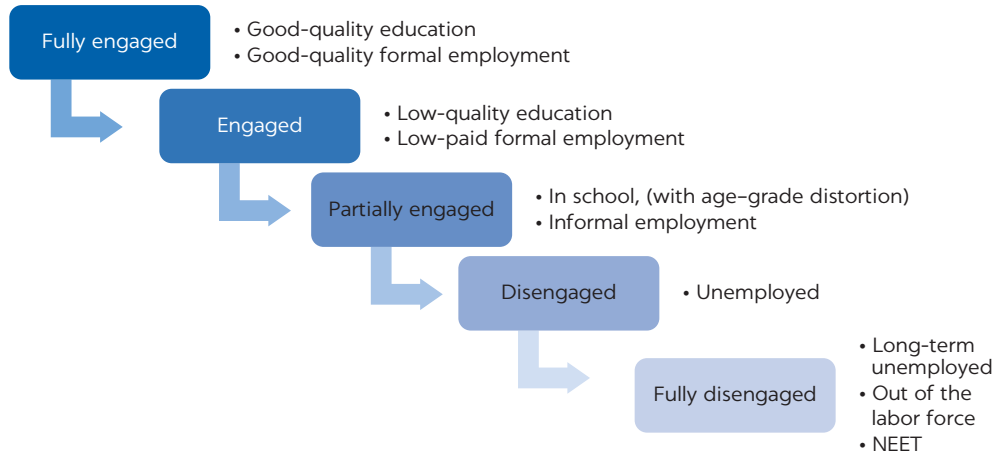 Fully engaged
• Good-quality education
• Good-quality formal employment
Engaged
• Low-quality education
• Low-paid formal employment
Partially engaged
• In school, (with age–grade distortion)
• Informal employment
Disengaged
• Unemployed
Fully disengaged
• Long-term
unemployed
• Out of the
labor force
• NEET